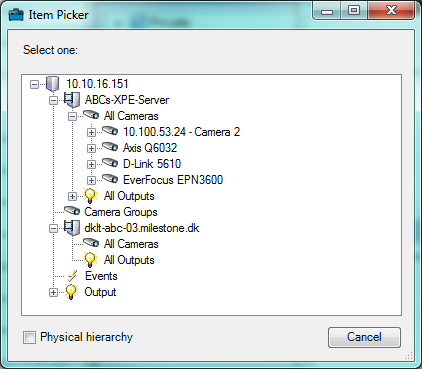 Item Picker
Select one:
10.10.16.151
ABCs-XPE-Server
All Cameras
10.100.53.24 - Camera 2
Axis Q6032
D-Link 5610
EverFocus EPN3600
All Outputs
Camera Groups
dklt-abc-03.milestone.dk
All Cameras
All Outputs
Events
Output
Physical hierarchy
Cancel